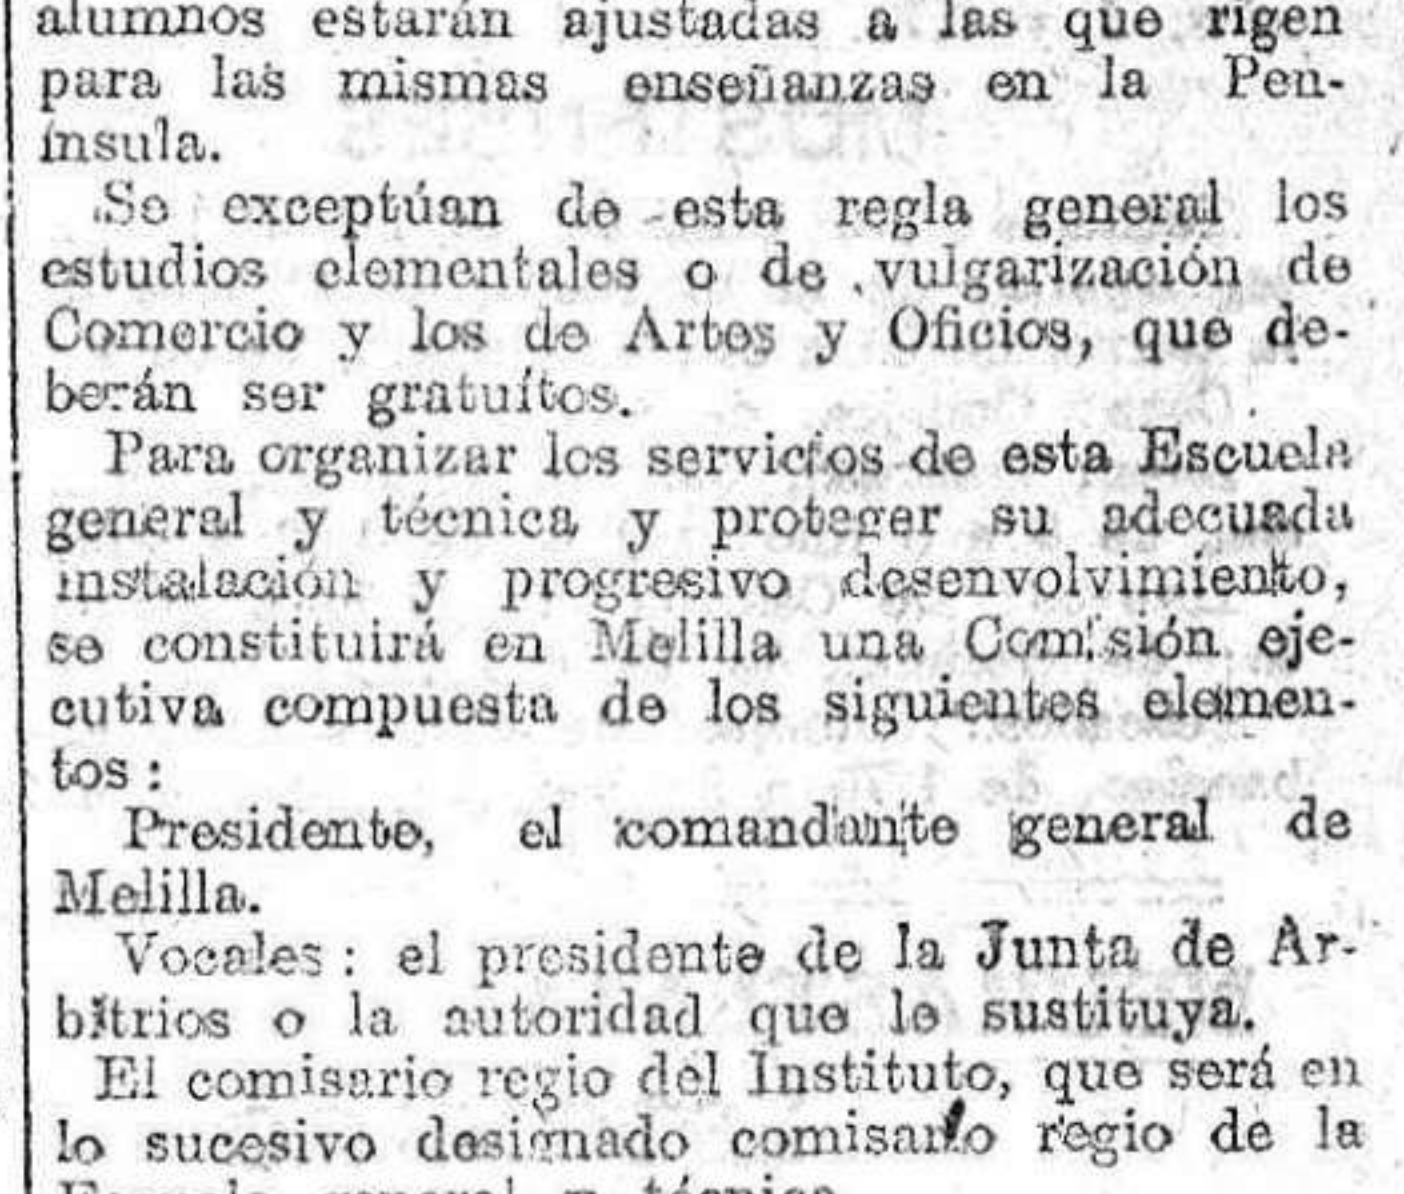 alumnos estarán ajustadas a las que rigen
para las mismas enseñanzas en la Pen-
ínsula.
Se exceptúan de esta regla general los
estudios elementales o de vulgarización de
Comercio y los de Artes y Oficios, que de-
berán ser gratuítos.
Para organizar los servicios de esta Escuela
general y técnica y proteger su adecuada
instalación y progresivo desenvolvimiento,
se constituirá en Melilla una Comisión eje-
cutiva compuesta de los siguientes elemen-
tos:
Presidente, el comandante general de
Melilla.
Vocales: el presidente de la Junta de Ar-
bitrios o la autoridad que le sustituya.
El comisario regio del Instituto, que será en
lo sucesivo designado comisario regio de la
Escuela general y técnica.